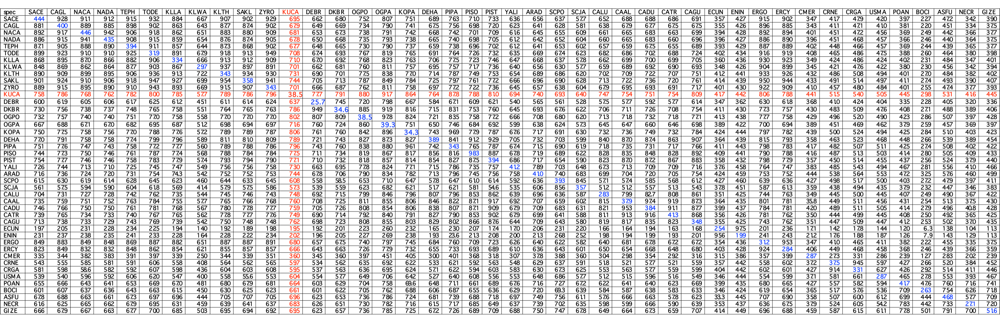 spec SACE CAGL NACA NADA TEPH TODE KLLA KLWA KLTH SAKL ZYRO KUCA DEBR DKBR OGPO OGPA KOPA DEHA PIPA PISO PIST YALI ARAD SCPO SCJA CALU CAAL CADU CATR CAGU ECUN ENIN ERGO ERCY CMER CRNE CRGA USMA POAN BOCI ASFU NECR GIZE
SACE 444 928 911 912 915 932 884 667 907 902 929 695 662 680 752 807 751 689 763 710 733 636 656 637 577 652 688 688 686 691 357 427 915 902 347 417 479 420 397 227 472 342 390
CAGL 881 400 889 885 898 902 863 643 877 874 902 679 649 669 734 790 741 675 756 698 720 623 641 628 581 638 679 677 675 675 355 426 896 885 343 411 471 410 381 220 451 334 375
NACA 892 917 446 942 906 918 862 651 883 880 909 681 653 673 738 791 742 668 742 701 709 616 645 655 609 661 665 683 663 699 394 428 892 894 401 451 472 456 369 249 442 366 377
NADA 886 915 941 435 908 915 859 654 876 874 905 678 650 668 735 793 738 665 740 698 705 612 642 652 604 660 665 683 660 696 396 427 886 890 396 451 468 457 366 246 440 364 375
TEPH 871 905 888 890 394 911 857 644 873 868 902 677 648 665 730 790 737 659 738 696 702 612 641 653 602 657 659 675 655 689 393 429 887 889 402 448 466 457 369 244 439 365 377
TODE 899 923 910 910 925 319 891 679 918 913 949 708 674 693 767 819 765 691 764 726 732 635 669 674 623 682 686 702 688 724 402 434 916 919 408 465 486 475 388 260 464 380 398
KLLA 868 895 870 866 882 906 334 666 913 912 909 710 670 692 768 823 763 706 775 723 746 647 668 637 578 662 699 700 699 705 360 436 930 923 349 424 486 424 402 231 484 347 401
KLWA 848 869 862 864 877 903 867 297 937 897 891 701 662 681 760 811 757 695 757 717 736 640 656 630 577 659 689 692 690 693 348 426 904 899 345 421 476 422 380 230 456 342 394
KLTH 890 909 899 895 906 936 913 722 343 934 930 731 690 701 775 838 770 714 787 749 753 654 689 686 620 702 709 722 707 751 412 441 933 926 432 486 508 494 401 270 484 382 402
SAKL 901 924 910 906 918 947 927 699 954 358 941 744 705 713 787 849 784 725 797 761 772 666 696 690 628 713 722 736 720 761 414 439 950 944 433 491 514 497 411 274 493 390 407
ZYRO 889 915 895 890 910 943 893 669 915 907 343 701 666 687 762 811 758 697 772 722 736 645 657 638 604 679 695 693 691 717 401 430 922 909 410 457 480 484 401 255 474 377 393
KUCA 758 786 768 762 782 800 785 577 789 786 796 38.5 777 791 880 917 864 764 878 788 810 694 740 693 640 747 754 751 754 809 417 442 806 788 441 515 540 505 445 298 531 416 445
DEBR 600 619 605 606 617 625 612 451 611 614 624 637 25.7 745 720 798 667 584 671 609 621 540 565 561 528 575 577 592 577 614 347 362 630 618 368 410 424 404 335 228 405 320 336
DKBR 730 756 738 737 748 765 758 551 764 765 763 786 949 34.6 885 919 816 715 831 753 760 645 693 676 622 706 711 726 708 754 411 430 773 757 430 483 509 476 408 271 488 389 406
OGPO 732 757 740 740 751 770 758 558 770 770 770 802 807 809 38.5 978 824 721 835 758 772 666 708 680 620 713 718 732 718 771 413 438 777 758 429 496 520 490 423 286 507 397 428
OGPA 667 688 671 670 682 695 687 512 698 694 697 716 760 724 860 39.3 751 650 746 684 692 599 638 624 573 645 647 660 646 698 389 422 700 694 389 451 469 462 379 259 457 369 397
KOPA 750 775 758 756 770 788 776 572 789 789 787 806 761 760 842 896 34.3 743 969 779 787 676 717 691 630 732 736 749 732 784 424 444 797 782 439 500 524 494 425 284 510 403 423
DEHA 770 791 758 758 774 799 796 589 811 810 809 789 721 743 827 873 827 389 841 912 929 705 732 703 599 840 870 874 863 907 364 439 815 793 358 463 523 468 448 266 539 389 454
PIPA 751 776 747 743 758 772 777 560 789 788 786 796 743 760 838 880 961 742 343 765 787 674 715 690 619 718 735 731 717 766 411 443 798 783 417 482 507 511 425 274 508 402 422
PISO 744 773 750 746 761 787 774 568 788 784 784 775 711 734 819 867 817 856 816 983 887 678 719 689 622 828 835 848 828 892 409 441 790 788 416 487 513 503 414 280 505 409 433
PIST 754 777 746 746 758 783 779 574 793 794 790 771 710 732 818 857 814 854 827 875 394 686 717 654 590 823 870 872 867 883 358 432 798 779 357 450 514 455 437 256 524 379 440
YALI 726 744 713 710 725 745 747 549 756 756 758 730 663 695 778 824 771 715 786 735 757 412 789 703 648 673 713 709 709 716 376 458 764 747 383 485 543 494 467 281 556 410 466
ARAD 716 736 724 720 731 754 74.3 542 752 752 753 744 678 706 790 834 782 713 796 745 756 758 410 740 683 699 704 720 705 754 424 459 753 752 444 538 564 553 472 325 576 460 499
SCPO 615 630 619 614 628 645 623 460 644 633 645 608 558 58.5 653 710 647 578 647 610 614 592 636 393 845 571 574 585 568 612 427 460 639 636 427 498 517 500 403 272 479 397 411
SCJA 561 575 594 590 604 618 569 414 579 575 586 573 539 559 623 682 621 517 621 581 54.6 535 606 856 357 512 512 557 513 543 378 451 587 613 359 438 494 435 379 232 447 346 383
CALU 704 731 727 728 742 762 735 544 745 746 743 748 692 715 799 846 796 807 796 853 862 639 696 636 587 283 799 82.7 808 861 351 425 744 763 349 445 500 445 407 249 490 367 422
CAAL 735 759 751 752 763 784 755 577 765 766 768 760 708 725 811 855 806 846 822 871 917 692 707 659 602 815 379 974 919 873 364 435 801 781 35.8 449 511 456 431 254 513 375 430
CADU 746 766 750 750 761 781 768 567 780 778 777 759 705 726 808 854 806 838 807 871 909 679 709 683 631 821 953 384 911 877 399 437 784 781 420 489 511 505 414 279 496 40.8 428
CATR 739 765 734 733 740 767 765 562 778 777 776 749 690 714 792 840 791 827 790 853 902 679 699 641 588 811 913 916 413 868 356 426 781 762 350 444 499 445 408 250 492 365 425
CAGU 713 738 733 729 743 769 739 542 750 748 748 762 698 723 808 855 803 829 802 866 876 644 709 643 580 819 817 835 823 348 355 425 743 762 351 447 509 447 412 253 502 370 435
ECUN 197 205 231 228 234 225 194 140 192 189 198 195 192 201 223 260 232 165 230 207 174 170 206 231 220 166 164 194 163 168 254 975 201 236 171 142 178 144 120 6.3 138 104 113
ENIN 231 237 238 235 241 233 228 164 228 222 234 202 196 205 227 269 238 193 23.6 213 208 200 213 268 252 198 194 199 193 201 956 199 241 243 212 176 188 187 126 7.9 143 129 113
ERGO 849 883 849 848 869 887 882 651 887 887 891 680 657 675 740 797 745 684 760 709 723 626 640 622 582 640 681 678 672 672 354 436 312 953 347 410 465 411 382 222 455 335 375
ERCY 823 849 832 832 848 862 854 621 855 857 857 666 643 663 726 779 732 655 733 693 689 610 636 643 601 650 654 668 648 680 403 428 924 284 406 449 468 458 368 246 439 366 359
CMER 335 344 382 383 391 397 339 250 344 339 351 360 345 360 397 451 405 300 401 368 318 307 378 388 360 304 298 354 292 316 315 386 357 399 287 273 331 286 239 127 283 202 239
CRNE 543 555 585 581 591 606 558 408 564 562 565 597 534 562 635 692 622 533 621 592 563 548 629 637 591 518 521 577 521 559 357 442 558 602 372 375 945 597 427 266 520 384 452
CRGA 581 598 58.6 582 592 607 598 436 604 603 608 595 537 563 636 695 624 571 622 594 603 583 630 673 625 553 563 577 559 599 404 442 602 601 427 914 331 627 426 292 514 411 446
USMA 539 540 596 592 606 620 547 400 558 55.6 553 604 554 577 649 706 642 527 640 608 556 553 648 686 577 512 515 596 516 549 346 444 554 599 371 581 661 287 465 278 553 393 467
POAN 655 666 643 641 653 669 670 481 680 679 681 664 603 629 704 758 69.6 648 711 661 689 676 716 727 672 622 641 640 623 669 399 435 680 665 427 557 582 594 417 476 760 716 741
BOCI 601 607 637 636 643 663 615 450 630 625 623 661 601 622 705 762 688 606 687 655 636 629 720 69.3 639 584 587 638 583 633 346 424 619 654 365 517 576 536 709 263 754 626 718
ASFU 678 688 663 661 673 697 696 444 705 707 705 696 623 653 736 786 724 681 739 688 718 697 749 756 611 576 666 663 578 623 33.3 445 707 690 358 507 600 612 699 444 468 577 709
NECR 616 625 665 662 679 695 631 459 639 641 637 683 626 651 730 782 716 615 717 685 649 637 739 702 635 598 599 666 590 639 353 437 636 675 379 524 605 542 783 442 733 271 720
GIZE 666 679 667 663 677 700 685 503 695 694 692 695 623 657 736 785 725 672 726 689 709 688 750 747 678 649 664 673 659 707 414 449 696 688 459 587 615 611 778 501 791 700 516